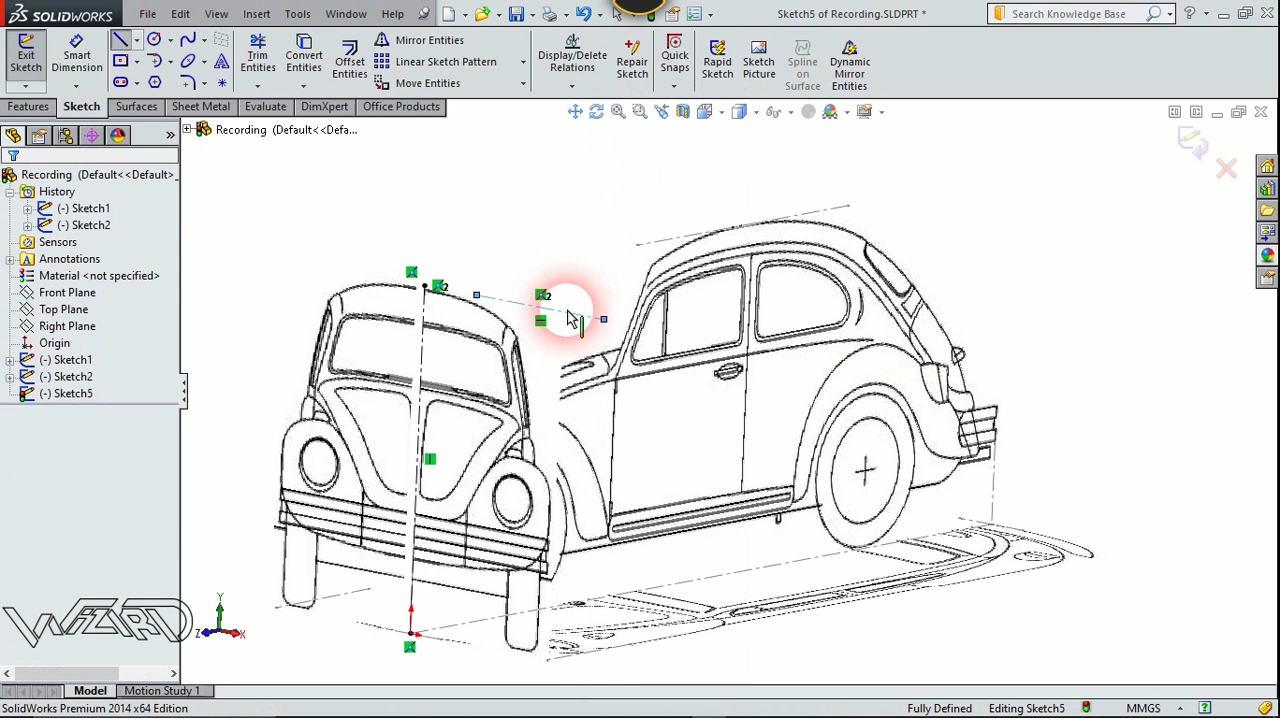 SOLIDWORKS
File Edit View Insert Tools Window Help
Sketch5 of Recording.SLDPRT *
Search Knowledge Base
Exit Sketch
Smart Dimension
Trim Entities
Convert Entities
Offset Entities
Mirror Entities
Linear Sketch Pattern
Move Entities
Display/Delete Relations
Repair Sketch
Quick Snaps
Rapid Sketch
Sketch Picture
Spline on Surface
Dynamic Mirror Entities
Features Sketch Surfaces Sheet Metal Evaluate DimXpert Office Products
Recording (Default<<Defa...
Recording (Default<<Default>_
History
(-) Sketch1
(-) Sketch2
Sensors
Annotations
Material <not specified>
Front Plane
Top Plane
Right Plane
Origin
(-) Sketch1
(-) Sketch2
(-) Sketch5
2
2
WIZARD
Y
Z
X
Model Motion Study 1
SolidWorks Premium 2014 x64 Edition
Fully Defined Editing Sketch5 MMGS